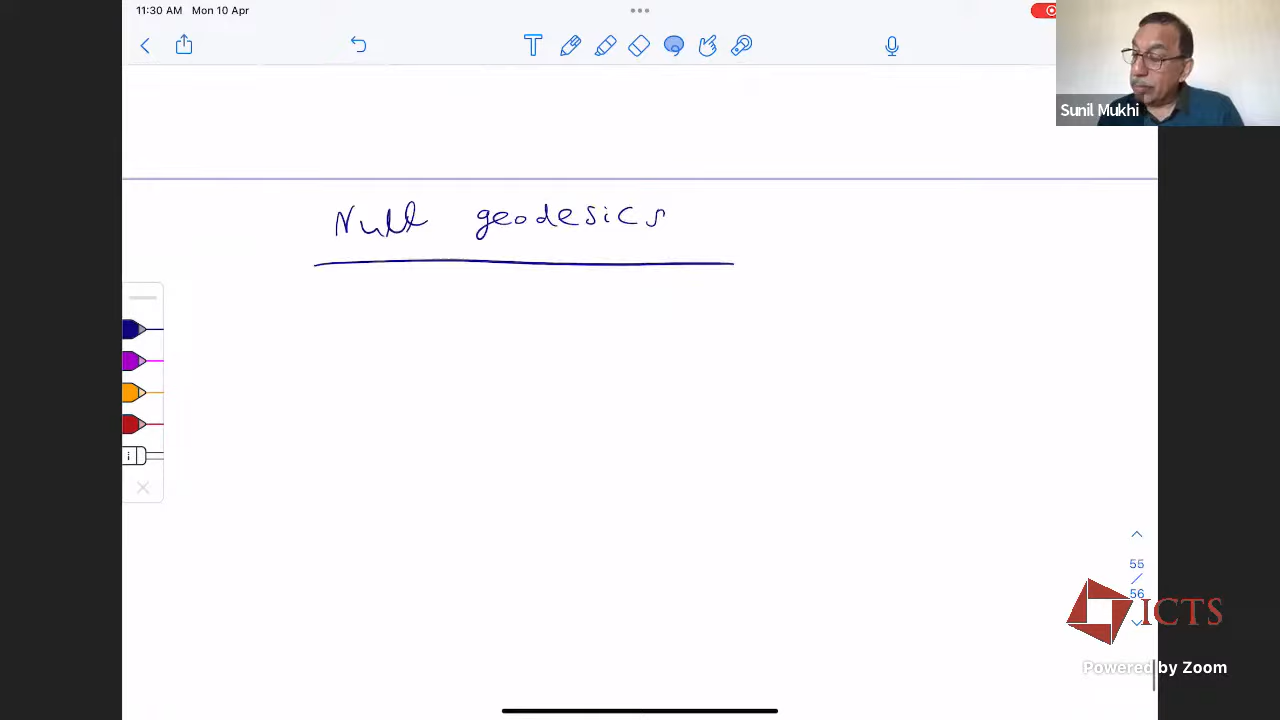 11:30 AM Mon 10 Apr
T
Sunil Mukhi
Null geodesics
i
55
/
56
ICTS
Powered by Zoom